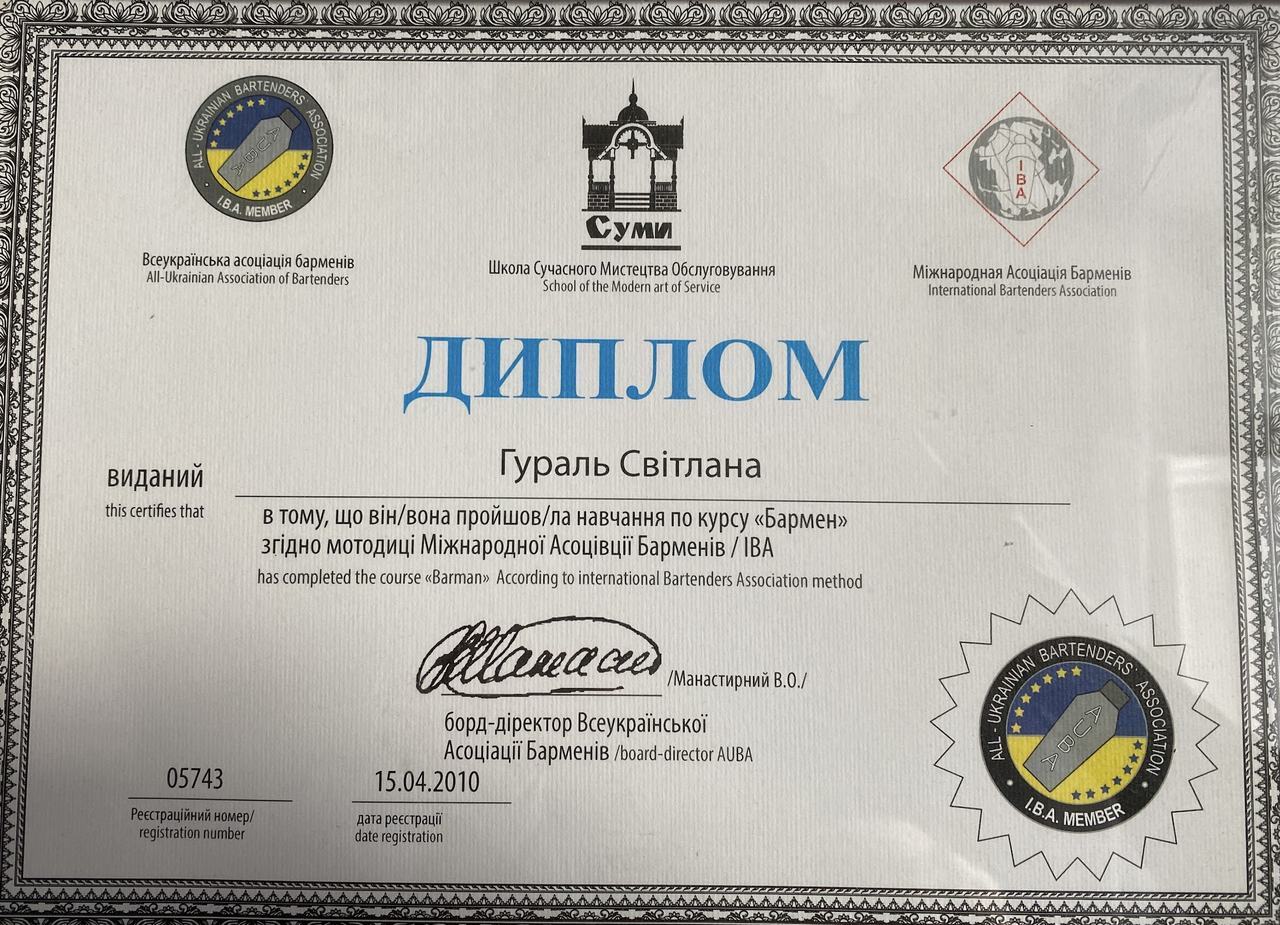 ALL-UKRAINIAN BARTENDERS ASSOCIATION
AUBA
I.B.A. MEMBER
Всеукраїнська асоціація барменів
All-Ukrainian Association of Bartenders
Суми
Школа Сучасного Мистецтва Обслуговування
School of the Modern art of Service
IBA
Міжнародная Асоціація Барменів
International Bartenders Association
ДИПЛОМ
виданий
this certifies that
Гураль Світлана
в тому, що він/вона пройшов/ла навчання по курсу «Бармен»
згідно мотодиці Міжнародної Асоцівції Барменів / IBA
has completed the course «Barman» According to international Bartenders Association method
/Манастирний В.О./
борд-діректор Всеукраїнської
Асоціації Барменів /board-director AUBA
05743
Реєстраційний номер/
registration number
15.04.2010
дата реєстрації
date registration
ALL-UKRAINIAN BARTENDERS' ASSOCIATION
AUBA
I.B.A. MEMBER